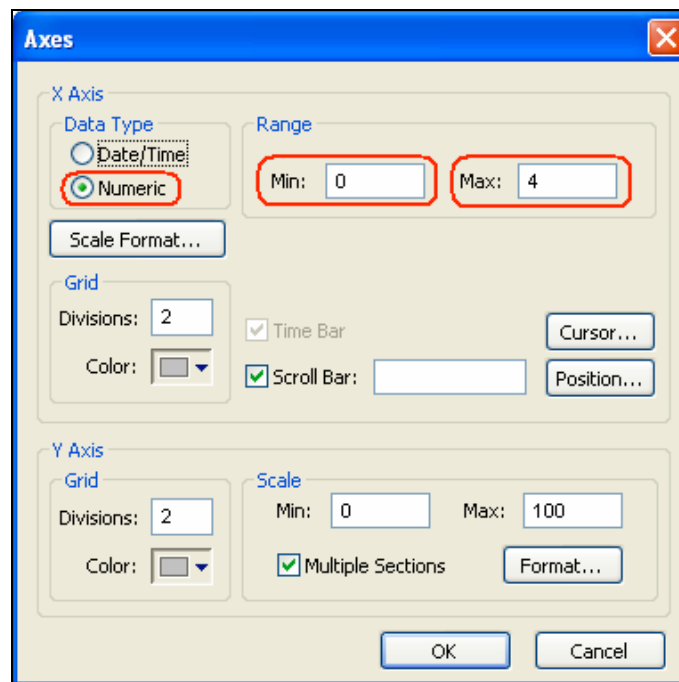 Axes
X Axis
Data Type
Date/Time
Numeric
Range
Min: 0 Max: 4
Scale Format...
Grid
Divisions: 2
Color:
Time Bar
Scroll Bar:
Cursor...
Position...
Y Axis
Grid
Divisions: 2
Color:
Scale
Min: 0 Max: 100
Multiple Sections Format...
OK Cancel